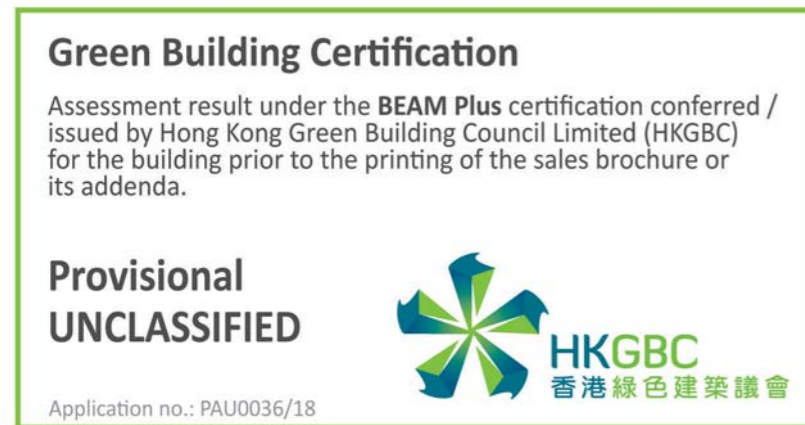 Green Building Certification
Assessment result under the BEAM Plus certification conferred /
issued by Hong Kong Green Building Council Limited (HKGBC)
for the building prior to the printing of the sales brochure or
its addenda.
Provisional
UNCLASSIFIED
HKGBC
香港綠色建築議會
Application no.: PAU0036/18